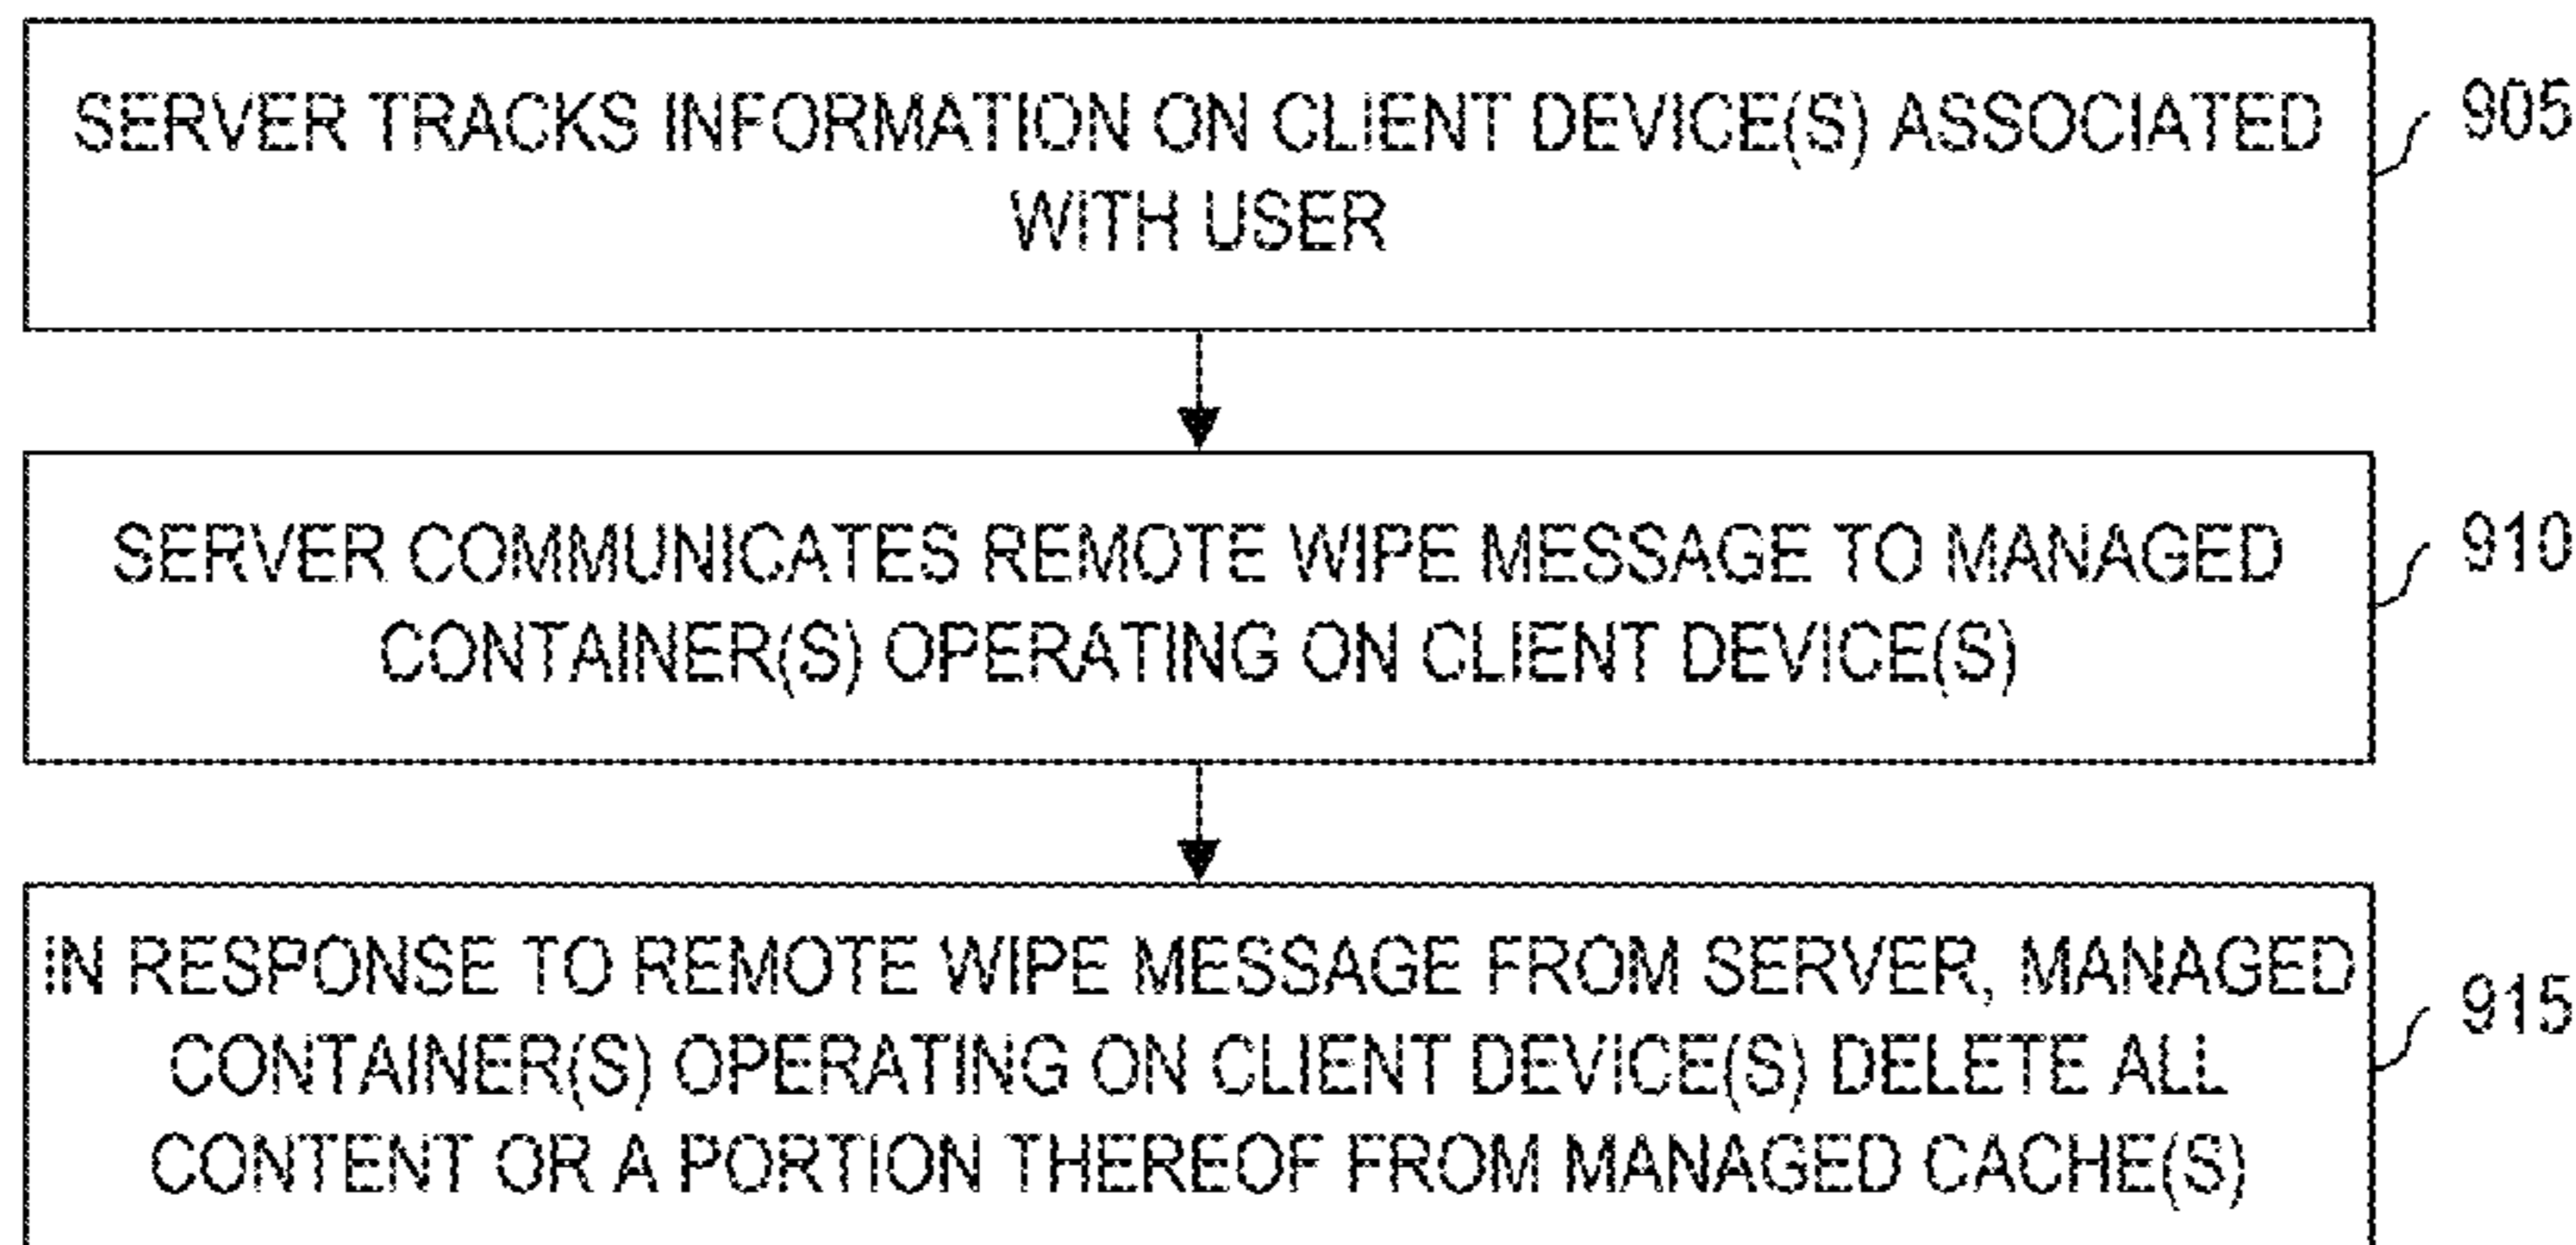 SERVER TRACKS INFORMATION ON CLIENT DEVICE(S) ASSOCIATED
WITH USER
905
SERVER COMMUNICATES REMOTE WIPE MESSAGE TO MANAGED
CONTAINER(S) OPERATING ON CLIENT DEVICE(S)
910
IN RESPONSE TO REMOTE WIPE MESSAGE FROM SERVER, MANAGED
CONTAINER(S) OPERATING ON CLIENT DEVICE(S) DELETE ALL
CONTENT OR A PORTION THEREOF FROM MANAGED CACHE(S)
915